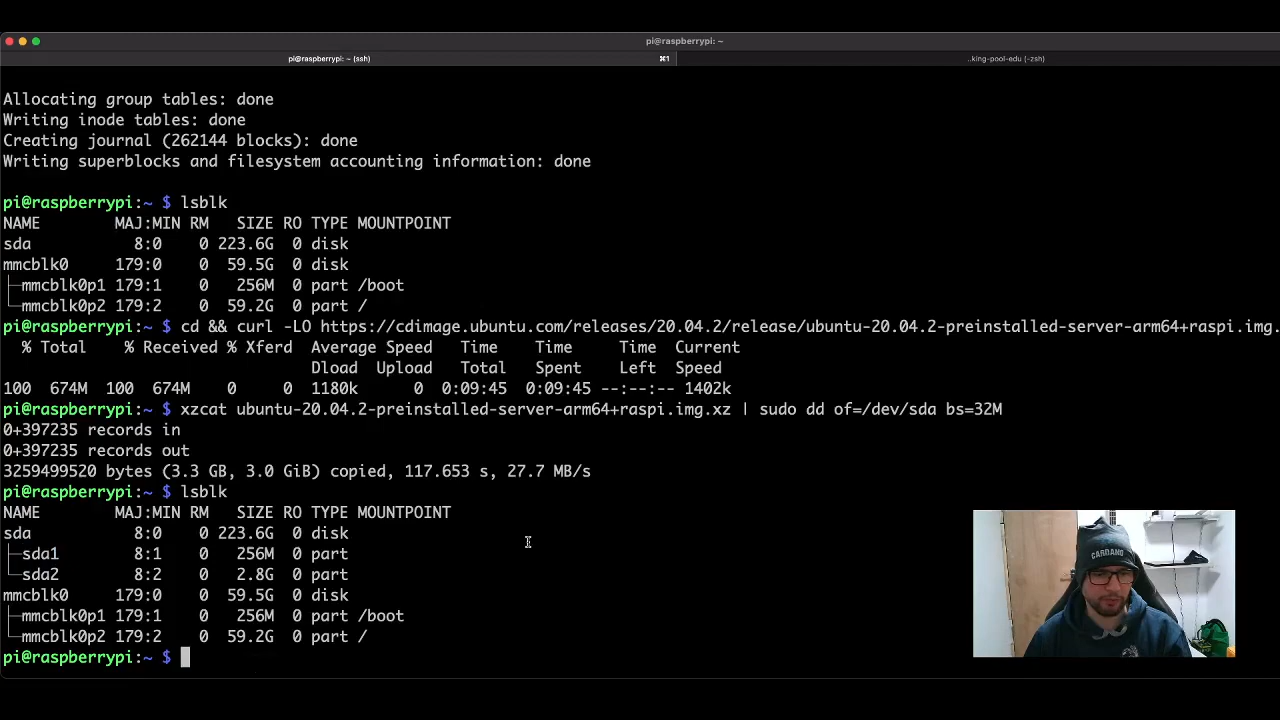 pi@raspberrypi: ~
pi@raspberrypi: ~ (ssh)
⌘1
..king-pool-edu (-zsh)
Allocating group tables: done
Writing inode tables: done
Creating journal (262144 blocks): done
Writing superblocks and filesystem accounting information: done
pi@raspberrypi:~ $ lsblk
NAME        MAJ:MIN RM   SIZE RO TYPE MOUNTPOINT
sda           8:0    0 223.6G  0 disk
mmcblk0     179:0    0  59.5G  0 disk
├─mmcblk0p1 179:1    0   256M  0 part /boot
└─mmcblk0p2 179:2    0  59.2G  0 part /
pi@raspberrypi:~ $ cd && curl -LO https://cdimage.ubuntu.com/releases/20.04.2/release/ubuntu-20.04.2-preinstalled-server-arm64+raspi.img.
  % Total    % Received % Xferd  Average Speed   Time    Time     Time  Current
                                 Dload  Upload   Total   Spent    Left  Speed
100  674M  100  674M    0     0  1180k      0  0:09:45  0:09:45 --:--:-- 1402k
pi@raspberrypi:~ $ xzcat ubuntu-20.04.2-preinstalled-server-arm64+raspi.img.xz | sudo dd of=/dev/sda bs=32M
0+397235 records in
0+397235 records out
3259499520 bytes (3.3 GB, 3.0 GiB) copied, 117.653 s, 27.7 MB/s
pi@raspberrypi:~ $ lsblk
NAME        MAJ:MIN RM   SIZE RO TYPE MOUNTPOINT
sda           8:0    0 223.6G  0 disk
├─sda1        8:1    0   256M  0 part
└─sda2        8:2    0   2.8G  0 part
mmcblk0     179:0    0  59.5G  0 disk
├─mmcblk0p1 179:1    0   256M  0 part /boot
└─mmcblk0p2 179:2    0  59.2G  0 part /
pi@raspberrypi:~ $
CARDANO